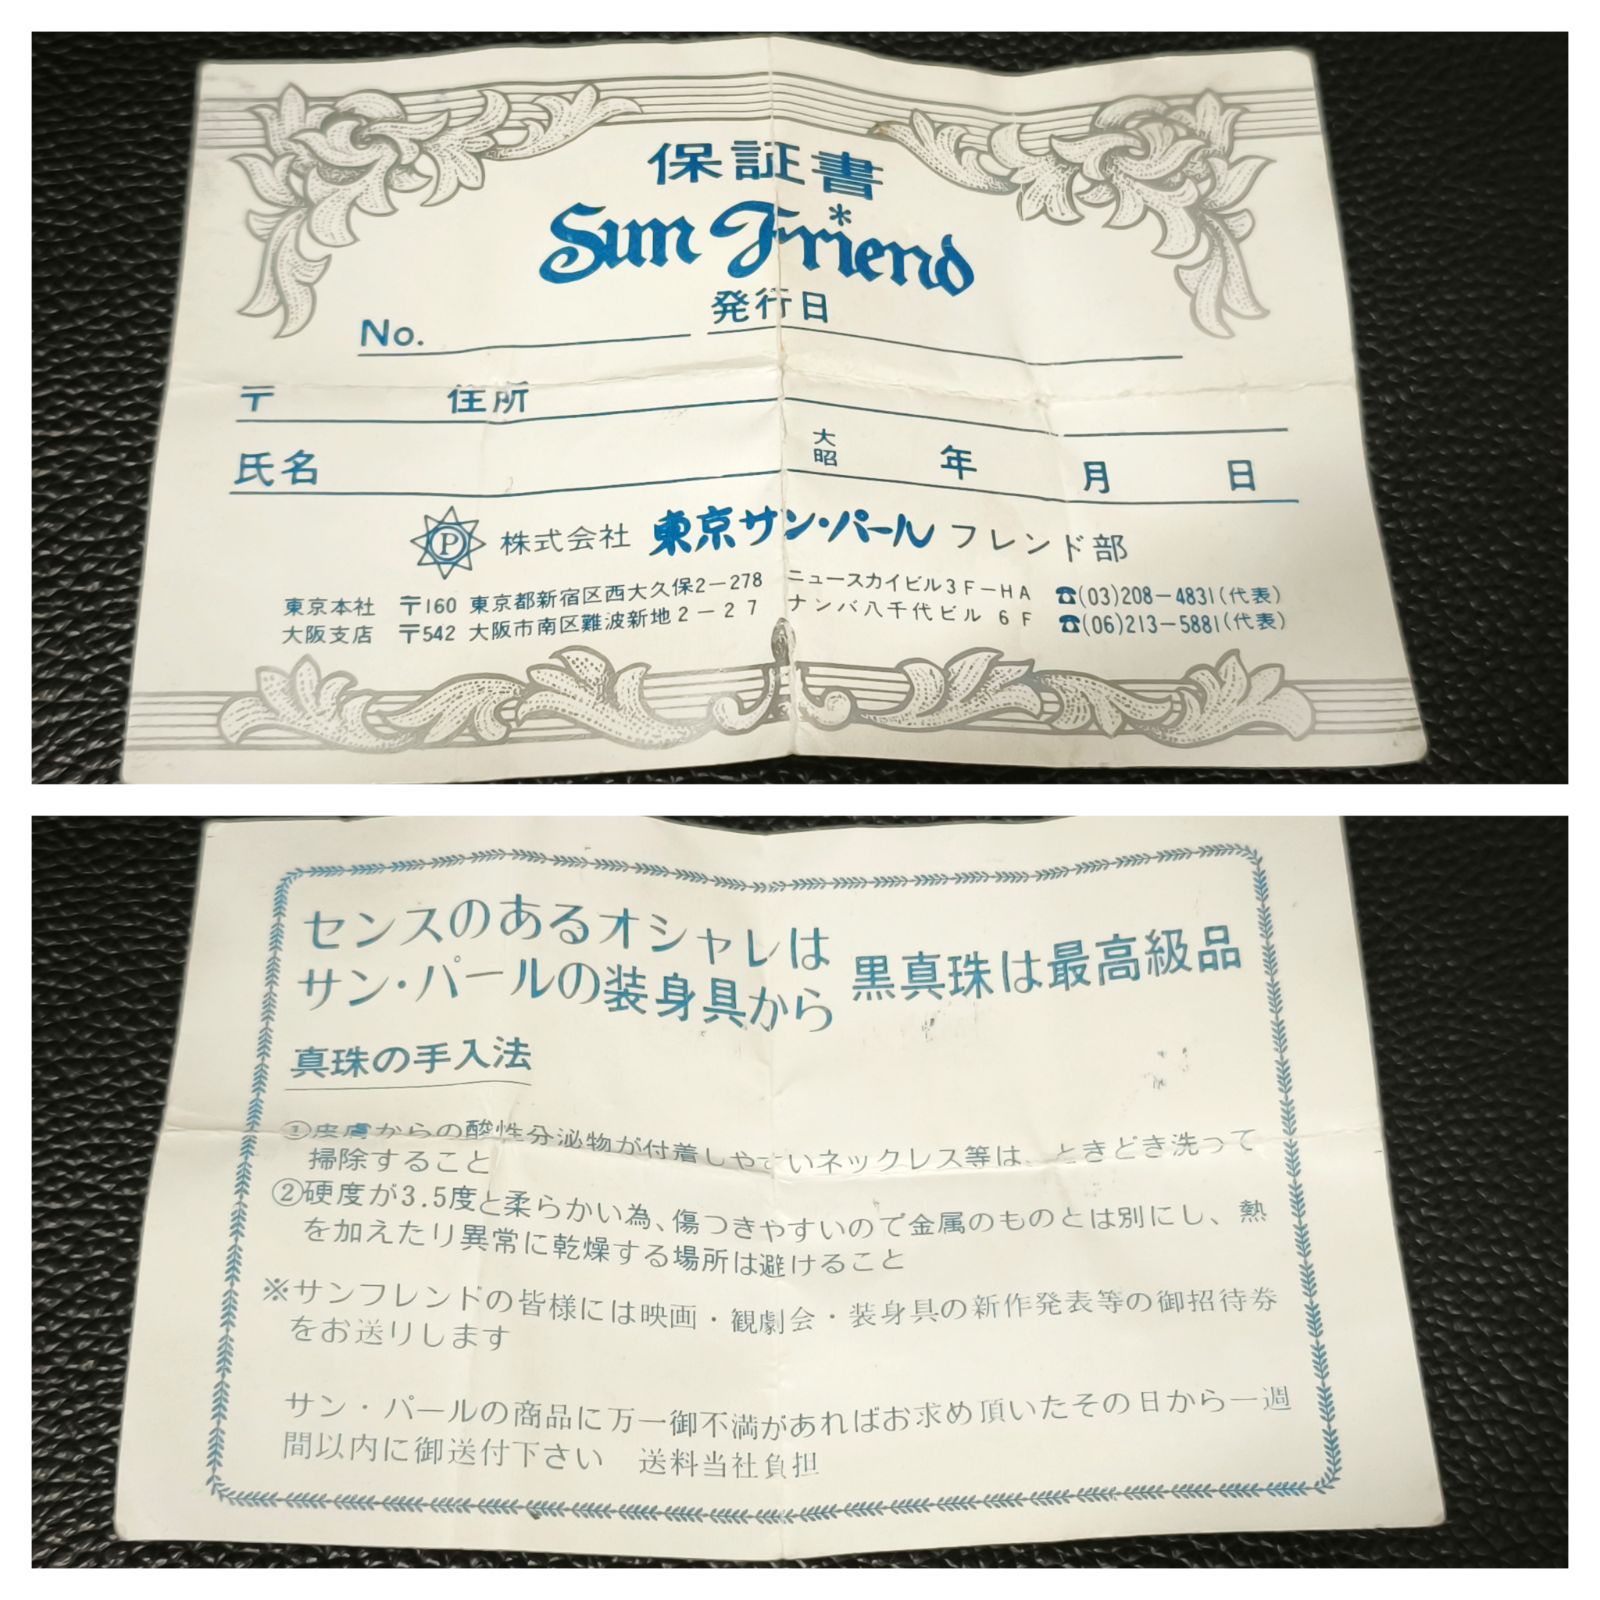 保証書
Sun Friend
No.
発行日
〒 住所
氏名 大昭 年 月 日
P 株式会社 東京サン・パール フレンド部
東京本社 〒160 東京都新宿区西大久保2-278 ニュースカイビル3F-HA ☎(03)208-4831(代表)
大阪支店 〒542 大阪市南区難波新地2-27 ナンバ八千代ビル 6F ☎(06)213-5881(代表)
センスのあるオシャレは
サン・パールの装身具から
黒真珠は最高級品
真珠の手入法
①皮膚からの酸性分泌物が付着しやすいネックレス等は、ときどき洗って
掃除すること
②硬度が3.5度と柔らかい為、傷つきやすいので金属のものとは別にし、熱
を加えたり異常に乾燥する場所は避けること
※サンフレンドの皆様には映画・観劇会・装身具の新作発表等の御招待券
をお送りします
サン・パールの商品に万一御不満があればお求め頂いたその日から一週
間以内に御送付下さい 送料当社負担